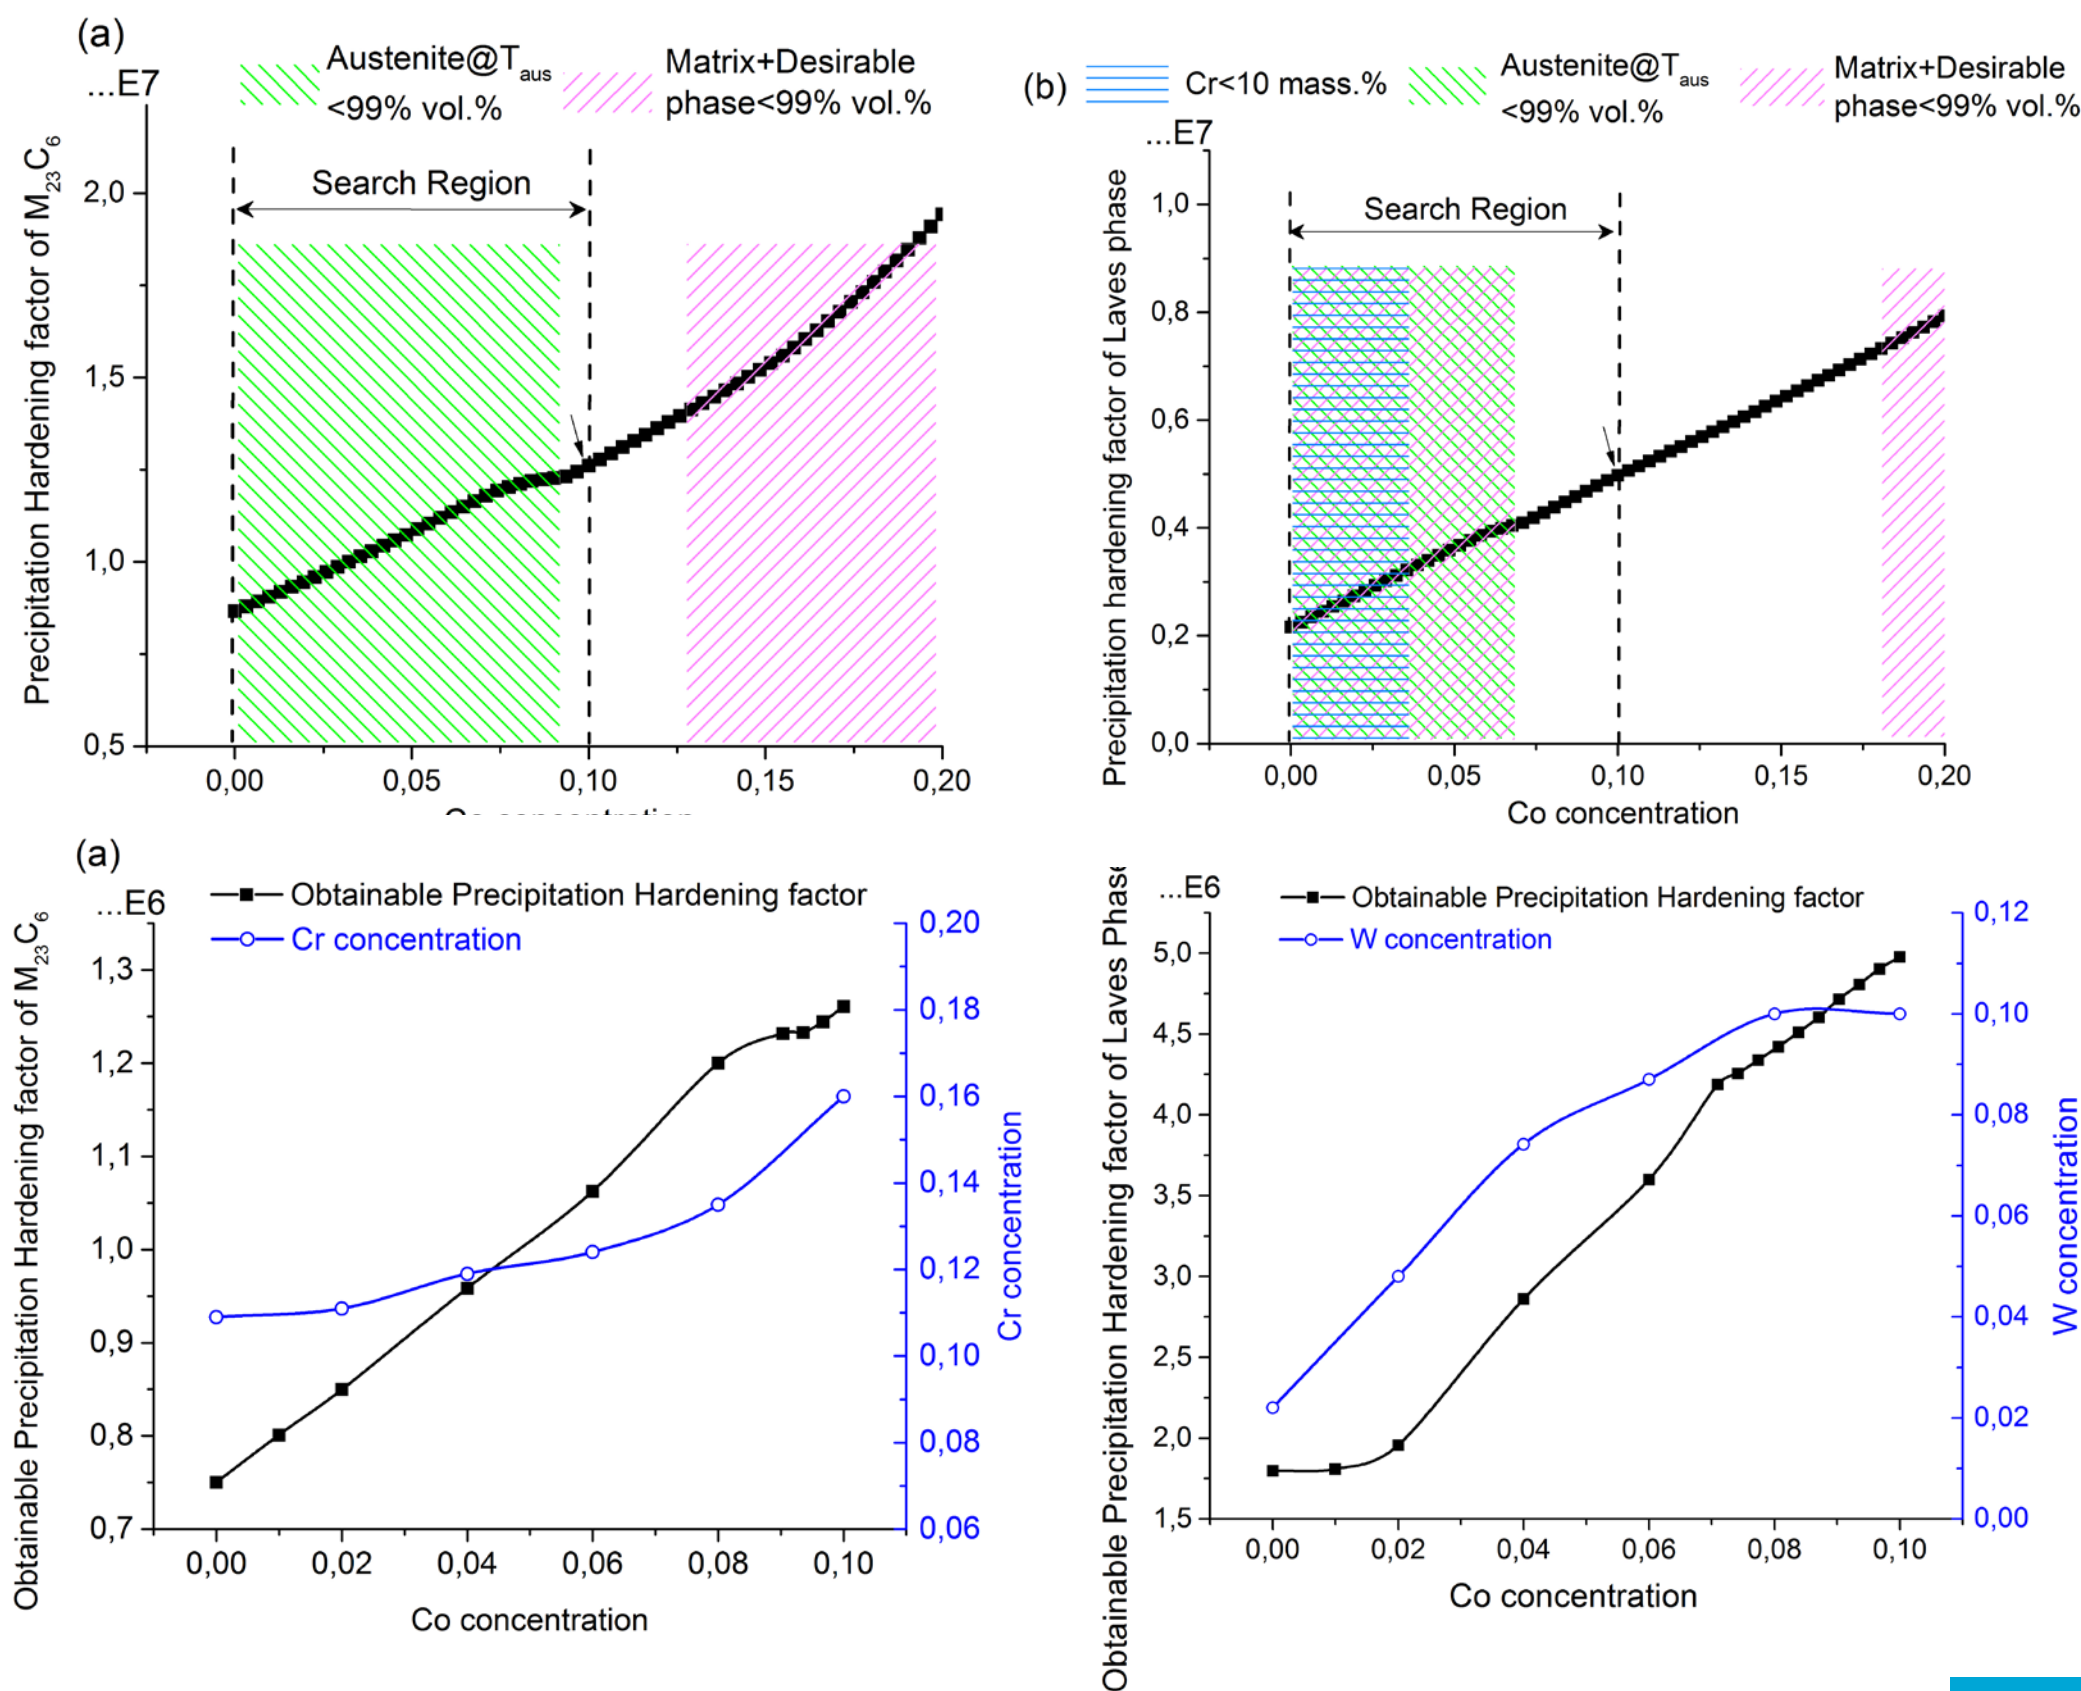 (a)
Austenite@Taus
<99% vol.%
Matrix+Desirable
phase<99% vol.%
...E7
Search Region
Precipitation Hardening factor of M23C6
2,0
1,5
1,0
0,5
0,00 0,05 0,10 0,15 0,20
Co concentration
(b)
Cr<10 mass.%
Austenite@Taus
<99% vol.%
Matrix+Desirable
phase<99% vol.%
...E7
Search Region
Precipitation hardening factor of Laves phase
1,0
0,8
0,6
0,4
0,2
0,0
0,00 0,05 0,10 0,15 0,20
Co concentration
(a)
...E6
Obtainable Precipitation Hardening factor
Cr concentration
Obtainable Precipitation Hardening factor of M23C6
1,3
1,2
1,1
1,0
0,9
0,8
0,7
0,20
0,18
0,16
0,14
0,12
0,10
0,08
0,06
Cr concentration
0,00 0,02 0,04 0,06 0,08 0,10
Co concentration
...E6
Obtainable Precipitation Hardening factor
W concentration
Obtainable Precipitation Hardening factor of Laves Phase
5,0
4,5
4,0
3,5
3,0
2,5
2,0
1,5
0,12
0,10
0,08
0,06
0,04
0,02
0,00
W concentration
0,00 0,02 0,04 0,06 0,08 0,10
Co concentration